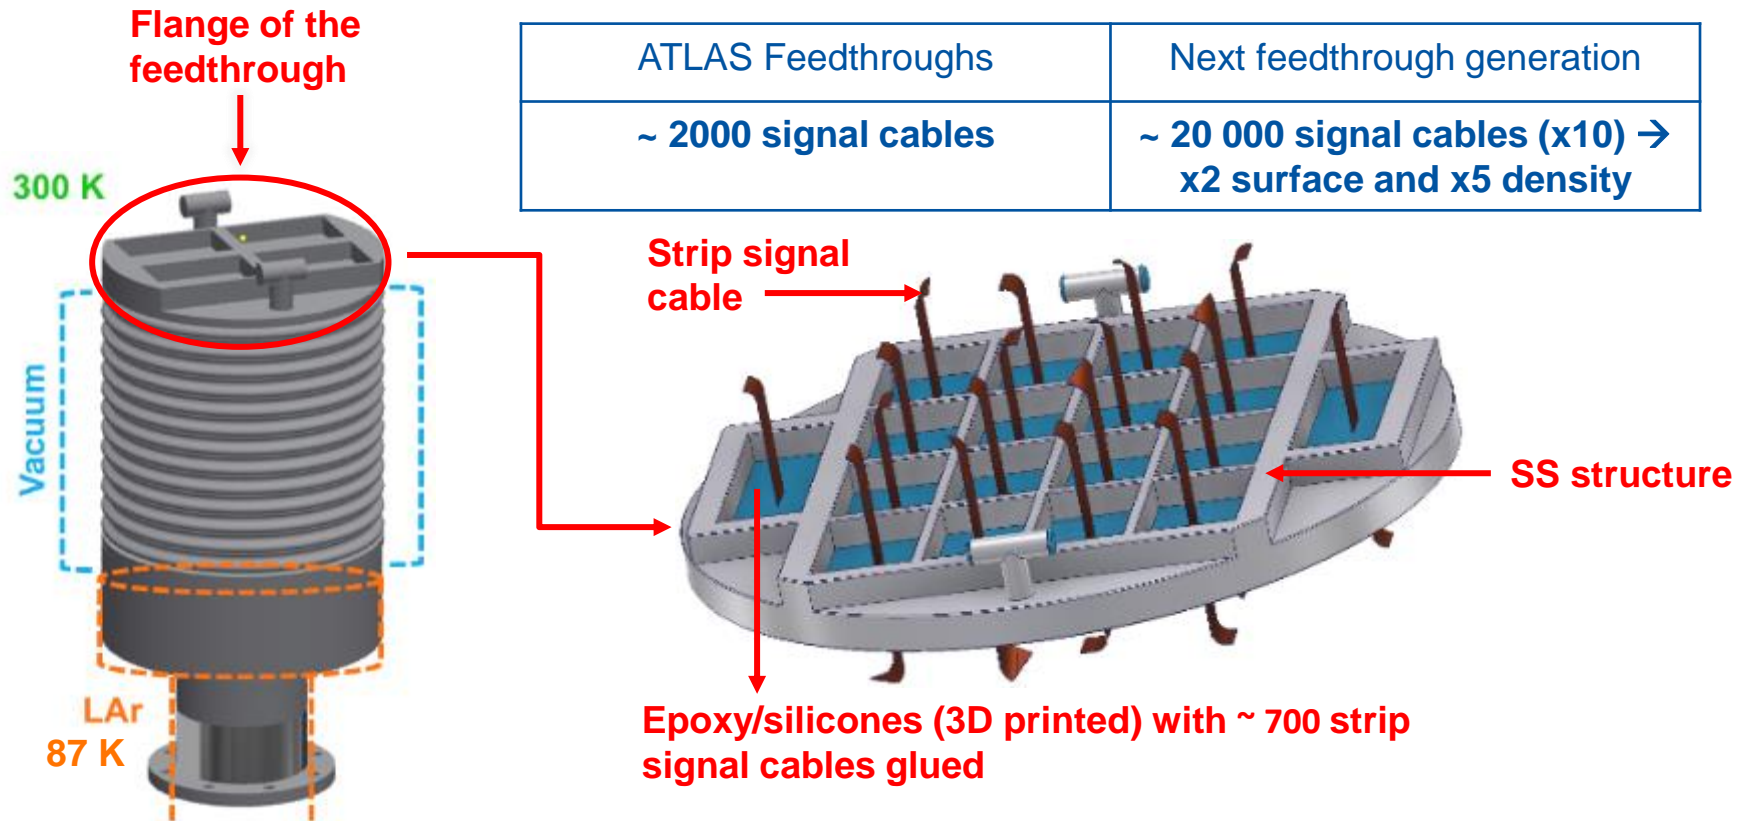 Flange of the
feedthrough
ATLAS Feedthroughs
Next feedthrough generation
~ 2000 signal cables
~ 20 000 signal cables (x10) →
x2 surface and x5 density
300 K
Strip signal
cable
Vacuum
SS structure
LAr
87 K
Epoxy/silicones (3D printed) with ~ 700 strip
signal cables glued